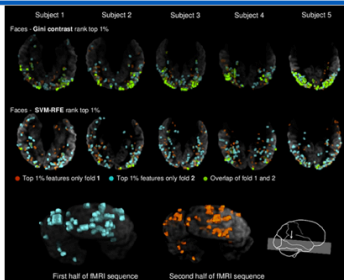 Subject 1 Subject 2 Subject 3 Subject 4 Subject 5
Faces - Gini contrast rank top 1%
Faces - SVM-RFE rank top 1%
Top 1% features only fold 1 Top 1% features only fold 2 Overlap of fold 1 and 2
First half of fMRI sequence Second half of fMRI sequence